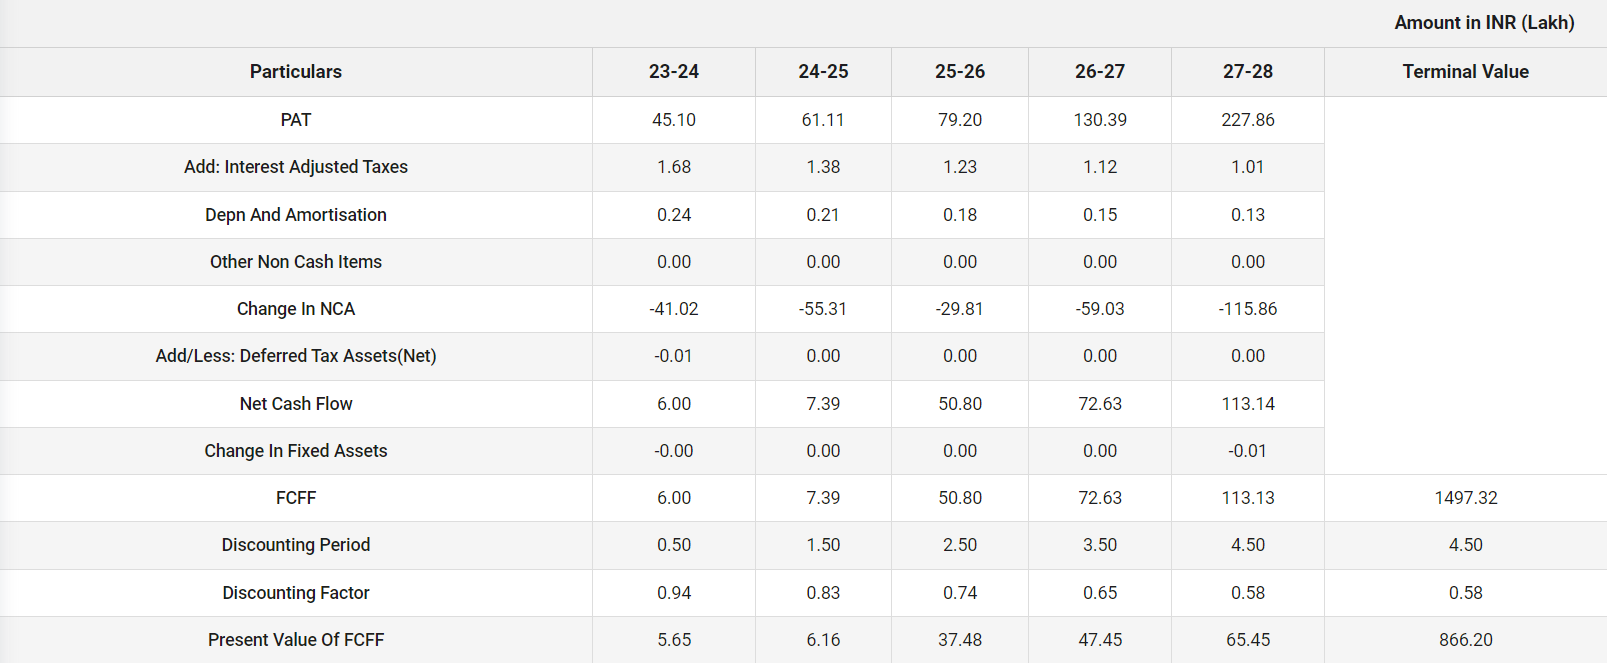 Amount in INR (Lakh)
Particulars 23-24 24-25 25-26 26-27 27-28 Terminal Value
PAT 45.10 61.11 79.20 130.39 227.86
Add: Interest Adjusted Taxes 1.68 1.38 1.23 1.12 1.01
Depn And Amortisation 0.24 0.21 0.18 0.15 0.13
Other Non Cash Items 0.00 0.00 0.00 0.00 0.00
Change In NCA -41.02 -55.31 -29.81 -59.03 -115.86
Add/Less: Deferred Tax Assets(Net) -0.01 0.00 0.00 0.00 0.00
Net Cash Flow 6.00 7.39 50.80 72.63 113.14
Change In Fixed Assets -0.00 0.00 0.00 0.00 -0.01
FCFF 6.00 7.39 50.80 72.63 113.13 1497.32
Discounting Period 0.50 1.50 2.50 3.50 4.50 4.50
Discounting Factor 0.94 0.83 0.74 0.65 0.58 0.58
Present Value Of FCFF 5.65 6.16 37.48 47.45 65.45 866.20